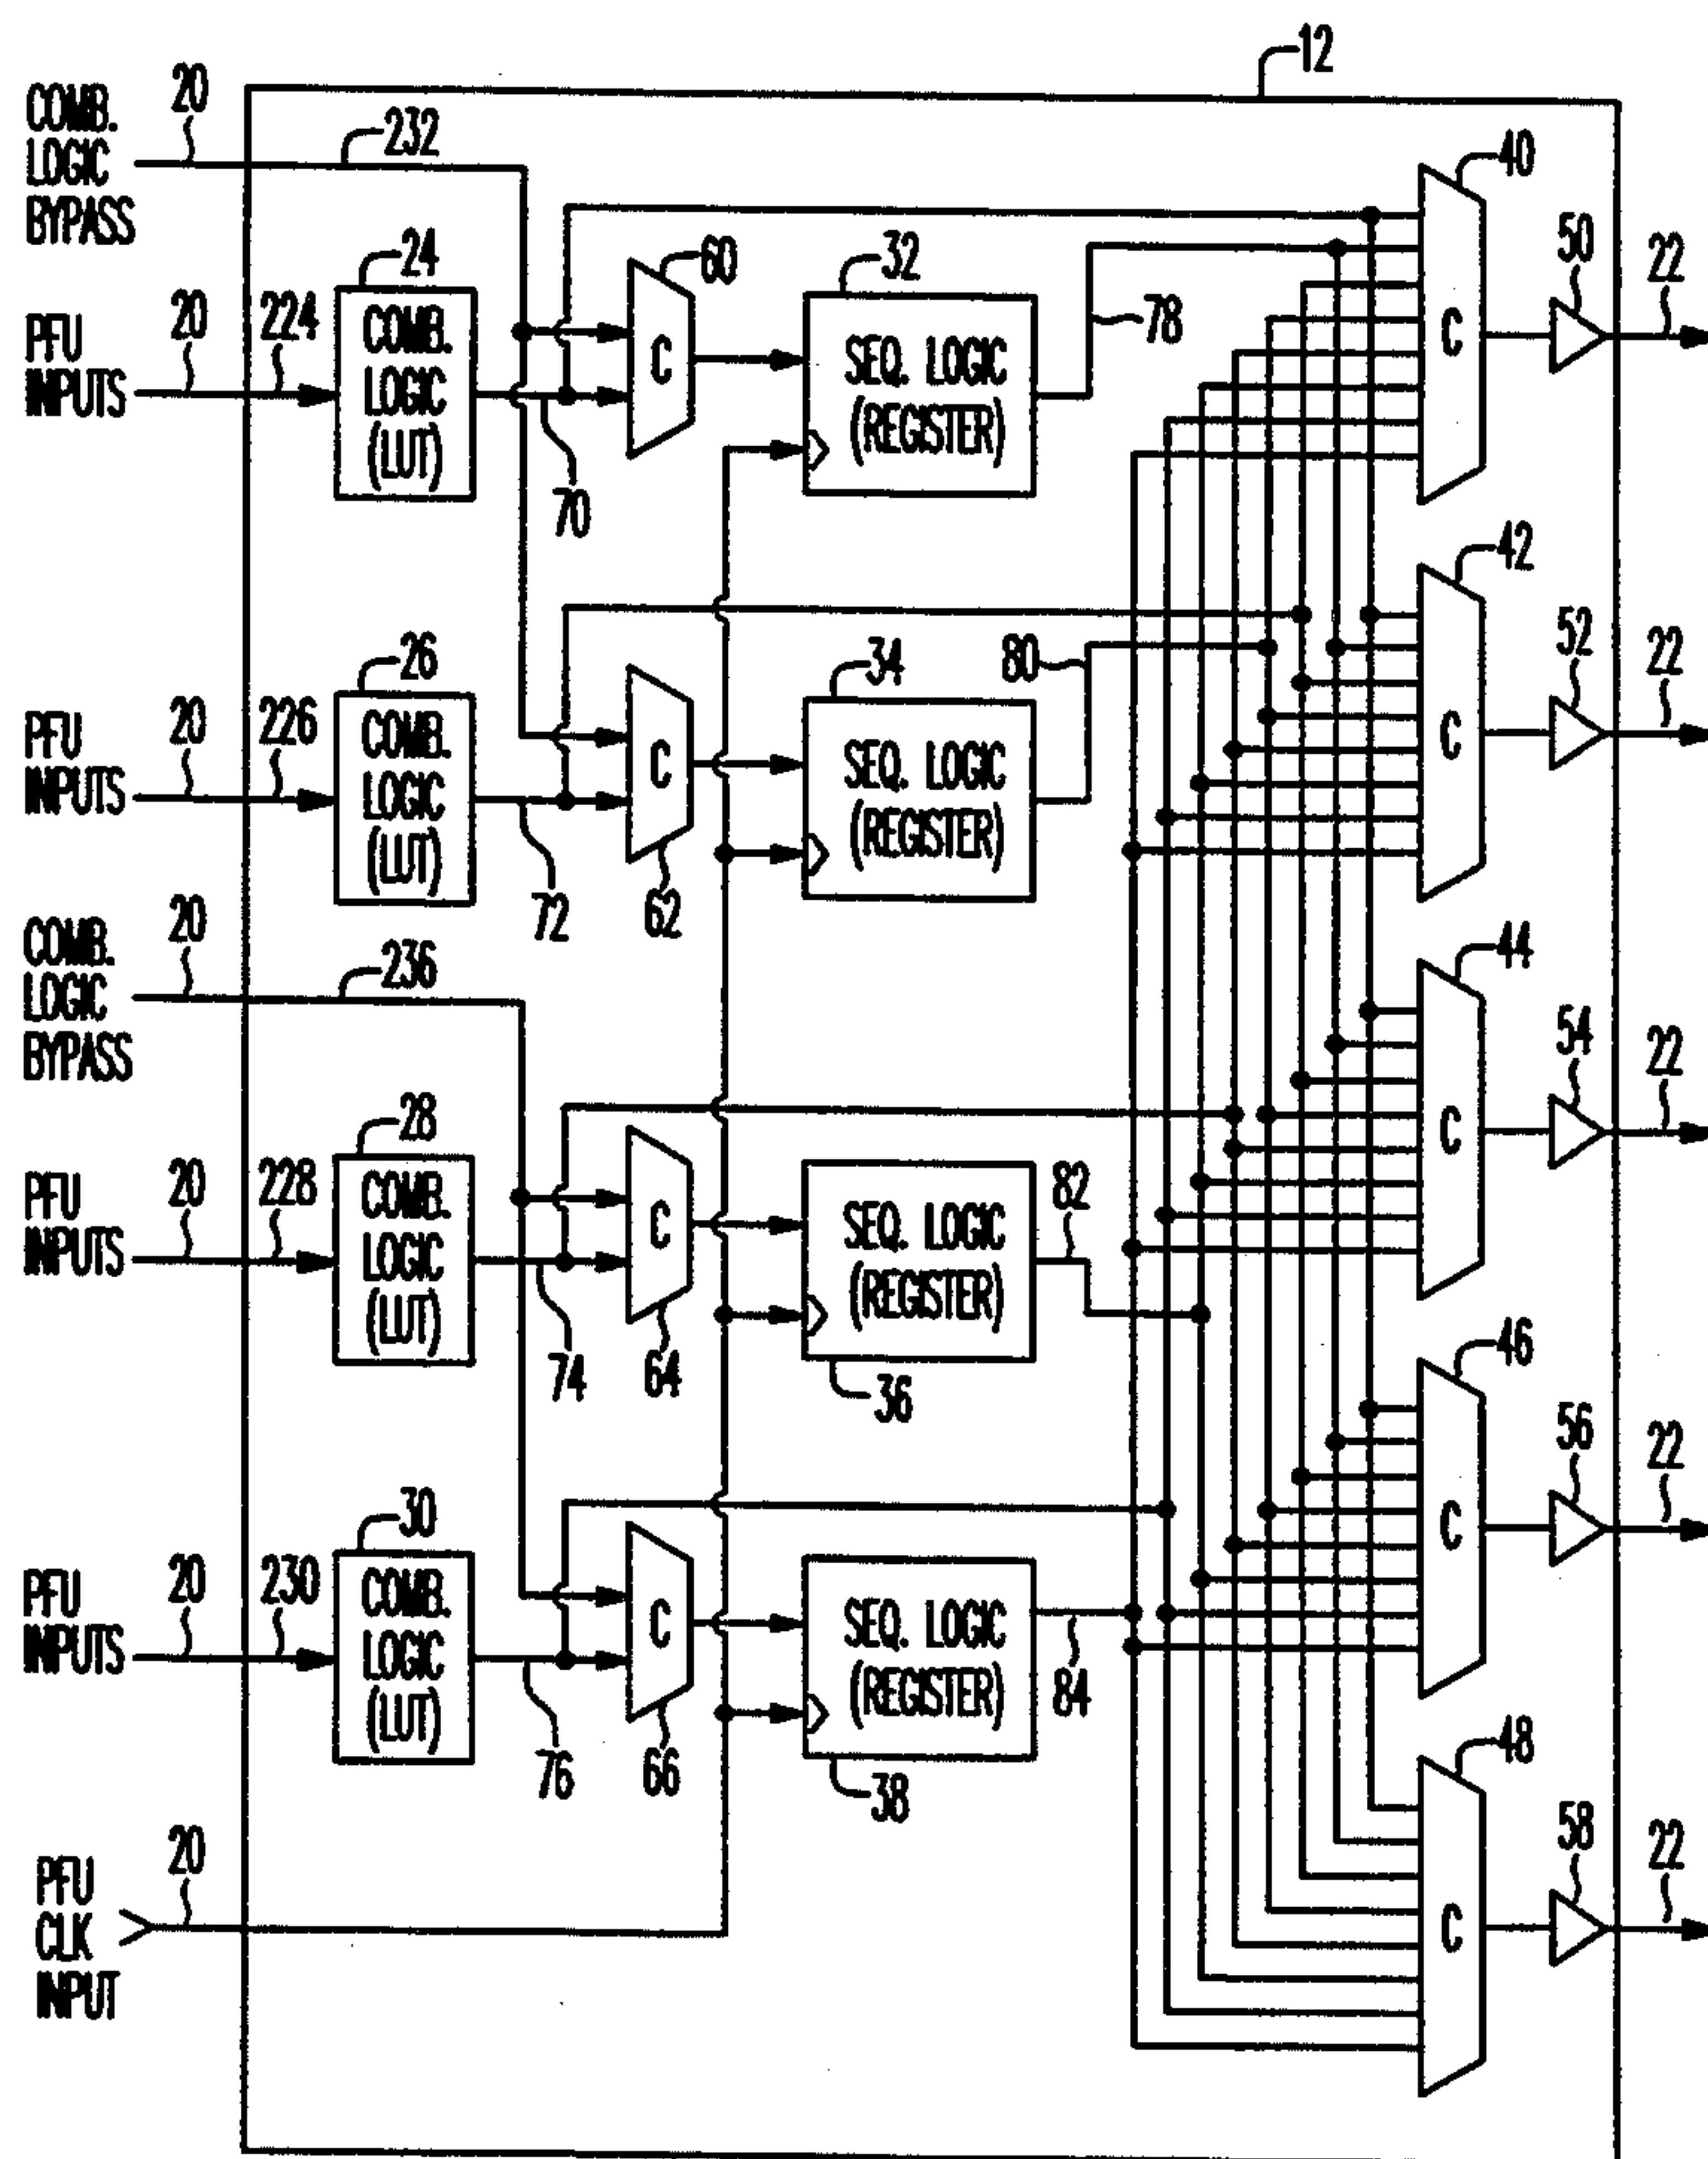 12
COMB.
LOGIC
BYPASS
20
232
40
24
60
32
50
22
PFU
INPUTS
20
224
COMB.
LOGIC
(LUT)
C
SEQ. LOGIC
(REGISTER)
78
C
70
42
26
34
80
52
22
PFU
INPUTS
20
226
COMB.
LOGIC
(LUT)
C
SEQ. LOGIC
(REGISTER)
C
72
62
COMB.
LOGIC
BYPASS
20
236
44
28
82
54
22
PFU
INPUTS
20
228
COMB.
LOGIC
(LUT)
C
SEQ. LOGIC
(REGISTER)
C
74
64
36
46
30
56
22
PFU
INPUTS
20
230
COMB.
LOGIC
(LUT)
C
SEQ. LOGIC
(REGISTER)
84
C
76
66
38
48
PFU
CLK
INPUT
20
58
22
C